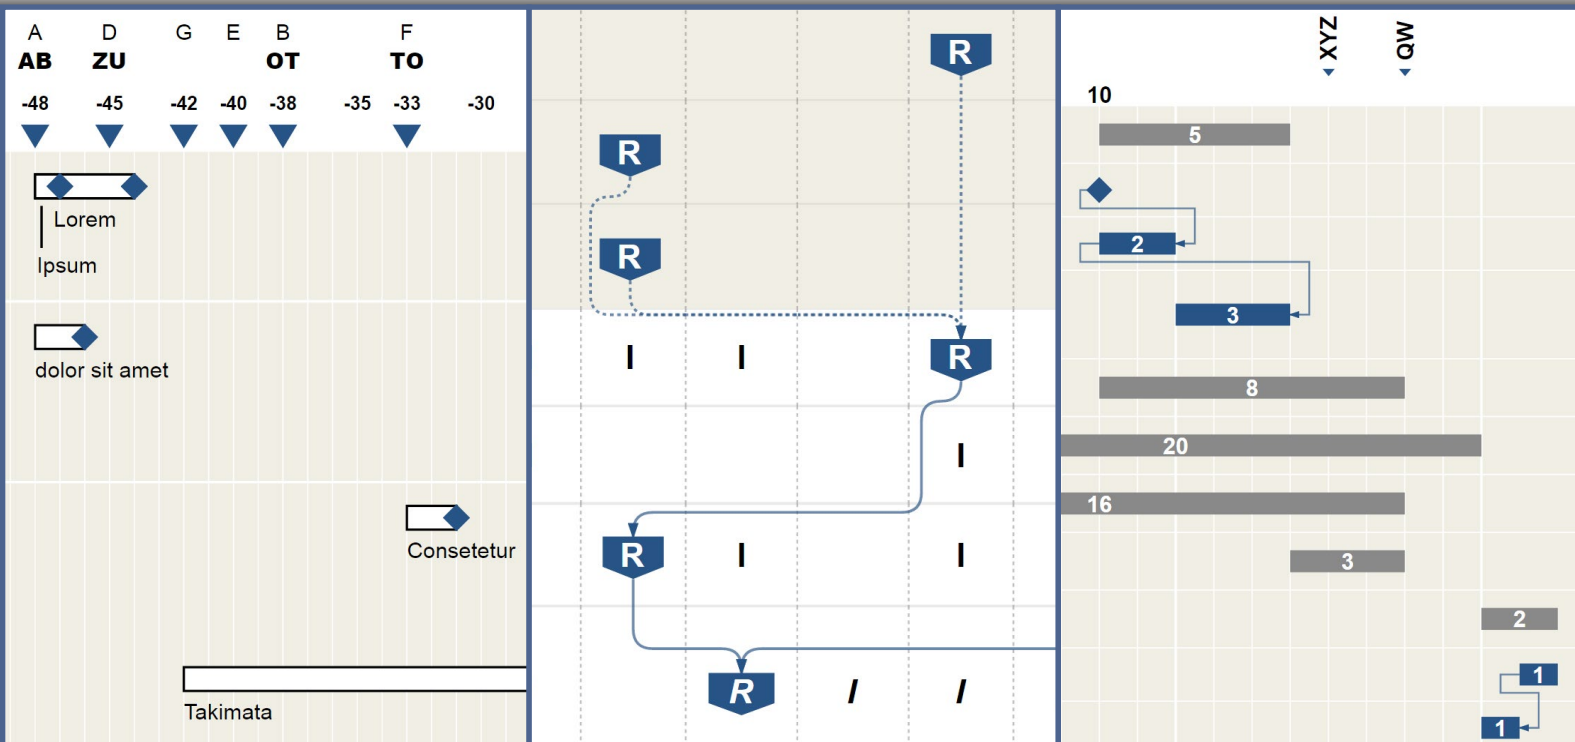 A D G E B F
AB ZU OT TO
-48 -45 -42 -40 -38 -35 -33 -30
Lorem
Ipsum
dolor sit amet
Consetetur
Takimata
R
R
R
I I R
I
R I I
R I I
XYZ QW
10
5
2
3
8
20
16
3
2
1
1